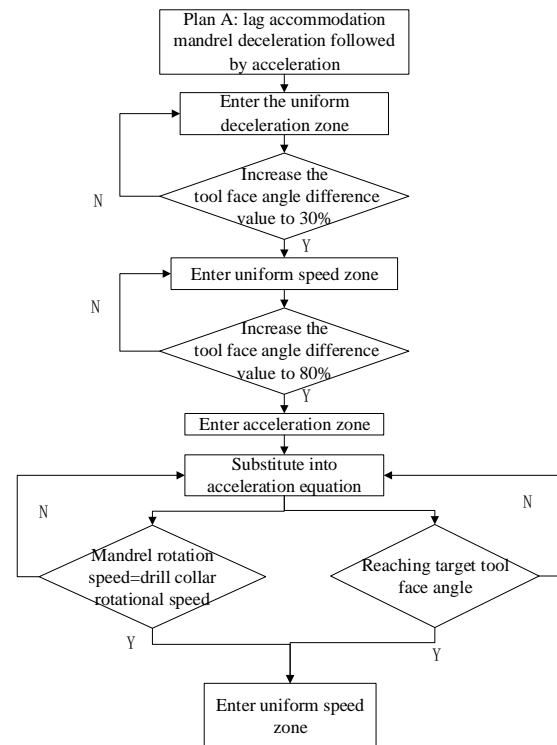 Plan A: lag accommodation
mandrel deceleration followed
by acceleration
Enter the uniform
deceleration zone
Increase the
tool face angle difference
value to 30%
N
Y
Enter uniform speed zone
N
Increase the
tool face angle difference
value to 80%
Y
Enter acceleration zone
Substitute into
acceleration equation
N
N
Mandrel rotation
speed=drill collar
rotational speed
Reaching target tool
face angle
Y
Y
Enter uniform speed
zone